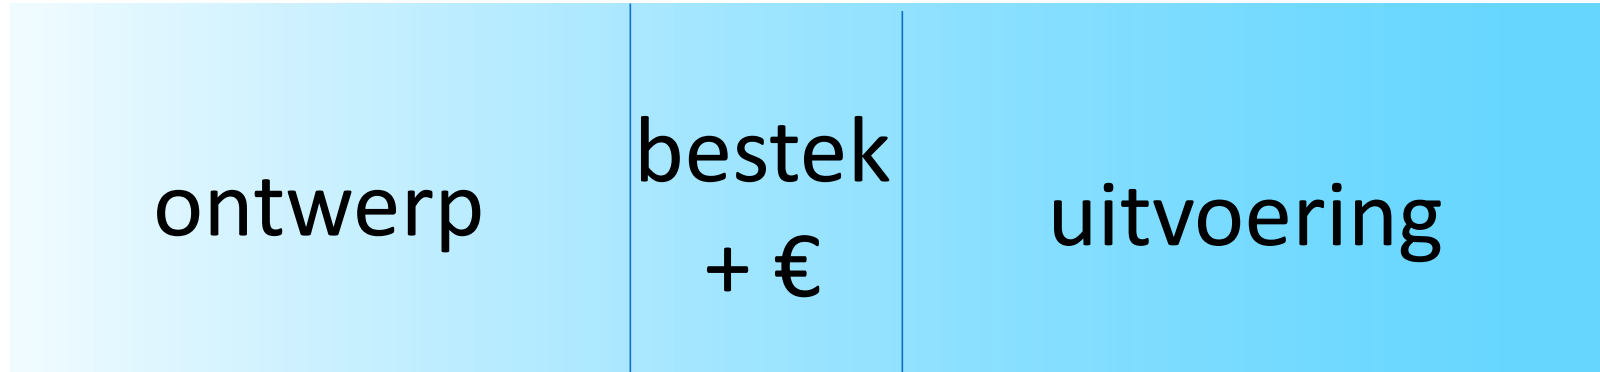 ontwerp
bestek
+ €
uitvoering